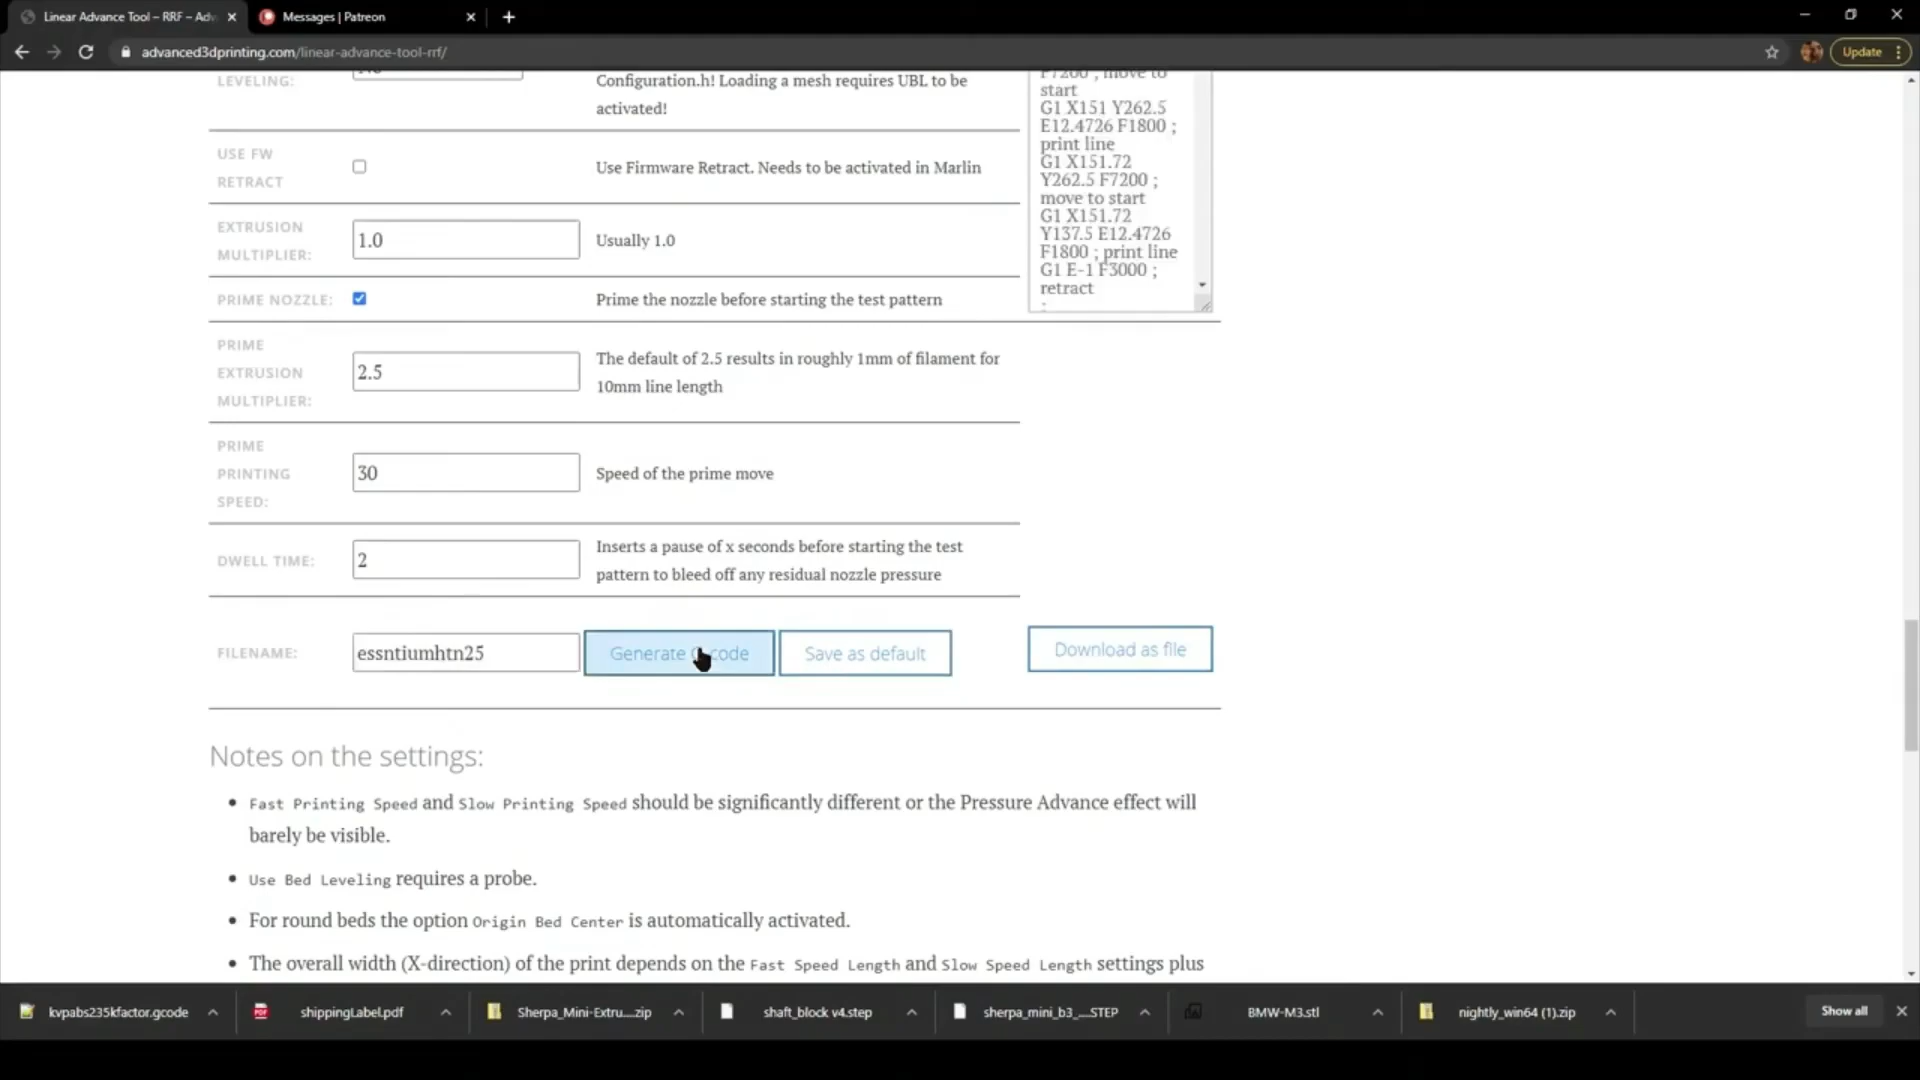 Linear Advance Tool – RRF – Adv
Messages | Patreon
advanced3dprinting.com/linear-advance-tool-rrf/
Update
LEVELING:
Configuration.h! Loading a mesh requires UBL to be
activated!
USE FW
RETRACT
Use Firmware Retract. Needs to be activated in Marlin
EXTRUSION
MULTIPLIER:
1.0
Usually 1.0
PRIME NOZZLE:
Prime the nozzle before starting the test pattern
PRIME
EXTRUSION
MULTIPLIER:
2.5
The default of 2.5 results in roughly 1mm of filament for
10mm line length
PRIME
PRINTING
SPEED:
30
Speed of the prime move
DWELL TIME:
2
Inserts a pause of x seconds before starting the test
pattern to bleed off any residual nozzle pressure
F7200 ; move to
start
G1 X151 Y262.5
E12.4726 F1800 ;
print line
G1 X151.72
Y262.5 F7200 ;
move to start
G1 X151.72
Y137.5 E12.4726
F1800 ; print line
G1 E-1 F3000 ;
retract
;
FILENAME:
essntiumhtn25
Generate G-code
Save as default
Download as file
Notes on the settings:
• Fast Printing Speed and Slow Printing Speed should be significantly different or the Pressure Advance effect will
barely be visible.
• Use Bed Leveling requires a probe.
• For round beds the option Origin Bed Center is automatically activated.
• The overall width (X-direction) of the print depends on the Fast Speed Length and Slow Speed Length settings plus
kvpabs235kfactor.gcode
shippingLabel.pdf
Sherpa_Mini-Extru....zip
shaft_block v4.step
sherpa_mini_b3_....STEP
BMW-M3.stl
nightly_win64 (1).zip
Show all